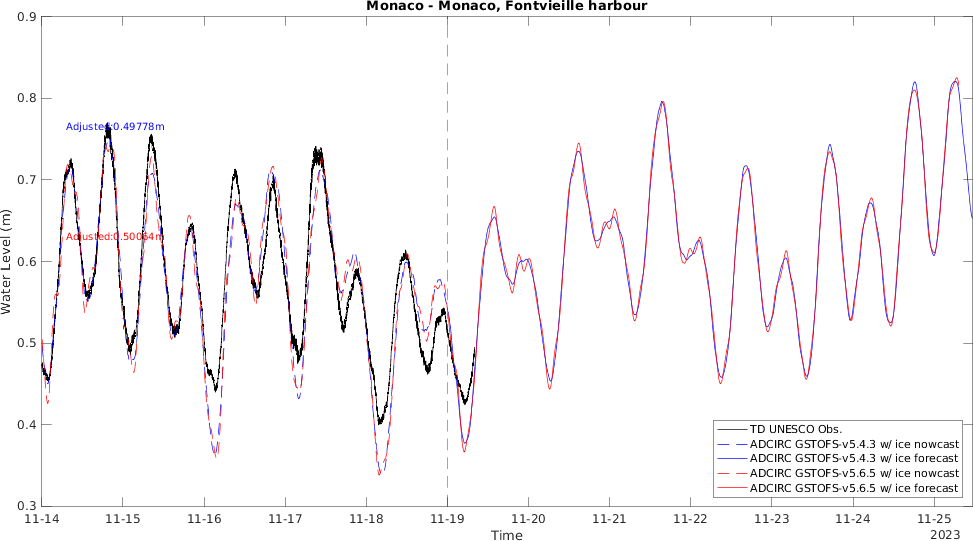 Monaco - Monaco, Fontvieille harbour
Water Level (m)
0.9
0.8
0.7
0.6
0.5
0.4
0.3
Adjusted:0.49778m
Adjusted:0.50064m
TD UNESCO Obs.
ADCIRC GSTOFS-v5.4.3 w/ ice nowcast
ADCIRC GSTOFS-v5.4.3 w/ ice forecast
ADCIRC GSTOFS-v5.6.5 w/ ice nowcast
ADCIRC GSTOFS-v5.6.5 w/ ice forecast
11-14 11-15 11-16 11-17 11-18 11-19 11-20 11-21 11-22 11-23 11-24 11-25
Time
2023